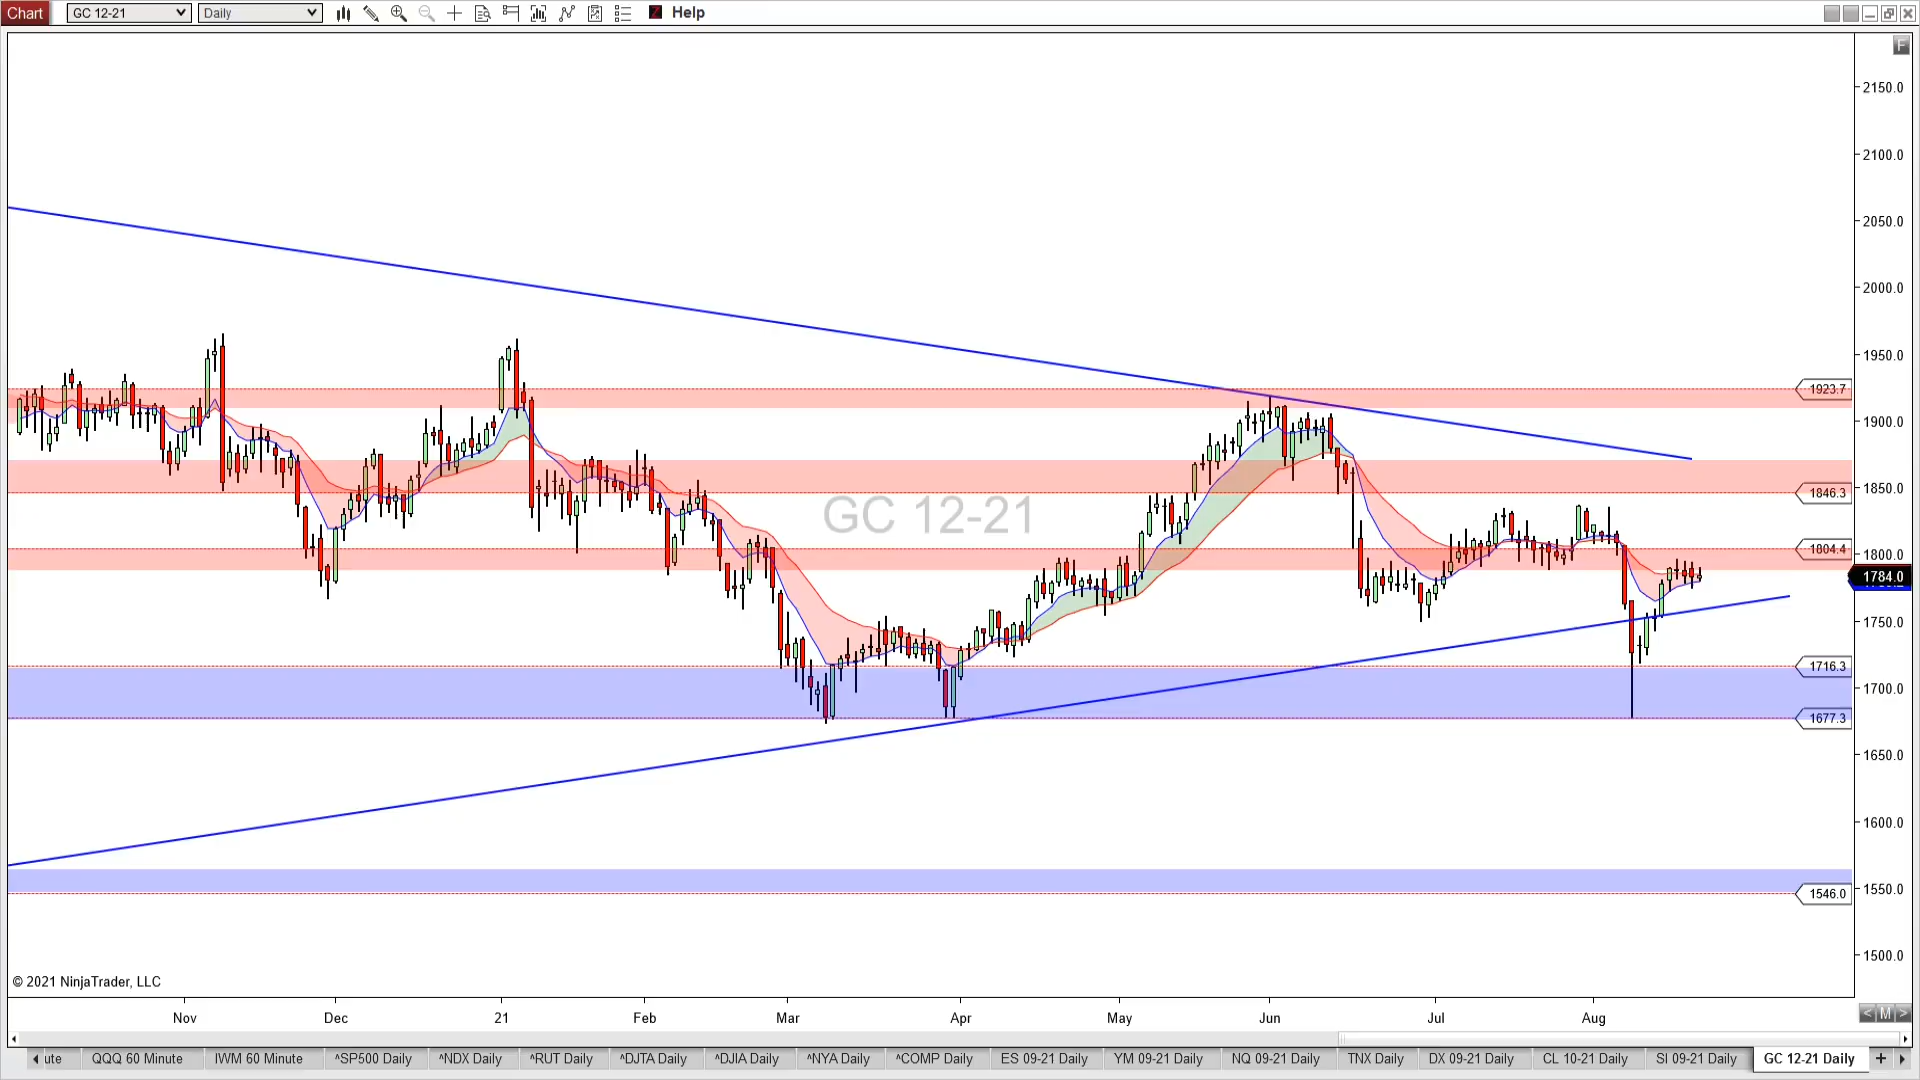 Chart
GC 12-21
Daily
Help
F
2150.0
2100.0
2050.0
2000.0
1950.0
1923.7
1900.0
1850.0
1846.3
GC 12-21
1804.4
1800.0
1784.0
1750.0
1716.3
1700.0
1677.3
1650.0
1600.0
1550.0
1546.0
1500.0
© 2021 NinjaTrader, LLC
Nov Dec 21 Feb Mar Apr May Jun Jul Aug
< M >
ute QQQ 60 Minute IWM 60 Minute ^SP500 Daily ^NDX Daily ^RUT Daily ^DJTA Daily ^DJIA Daily ^NYA Daily ^COMP Daily ES 09-21 Daily YM 09-21 Daily NQ 09-21 Daily TNX Daily DX 09-21 Daily CL 10-21 Daily SI 09-21 Daily GC 12-21 Daily +